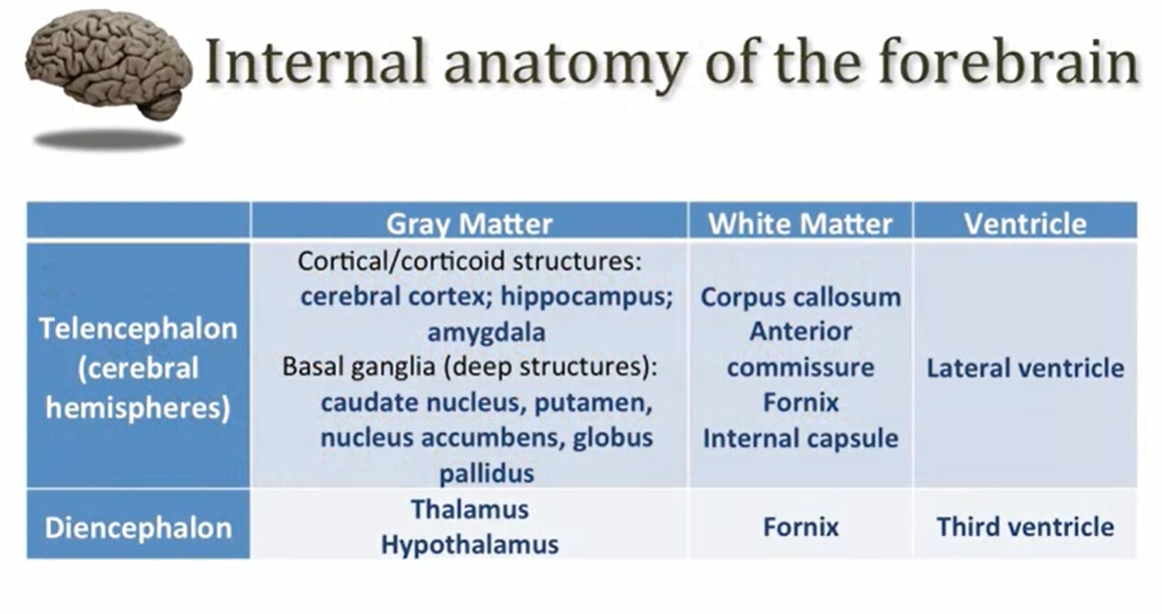 Internal anatomy of the forebrain
Gray Matter
White Matter
Ventricle
Telencephalon
(cerebral
hemispheres)
Cortical/corticoid structures:
cerebral cortex; hippocampus;
amygdala
Basal ganglia (deep structures):
caudate nucleus, putamen,
nucleus accumbens, globus
pallidus
Corpus callosum
Anterior
commissure
Fornix
Internal capsule
Lateral ventricle
Diencephalon
Thalamus
Hypothalamus
Fornix
Third ventricle